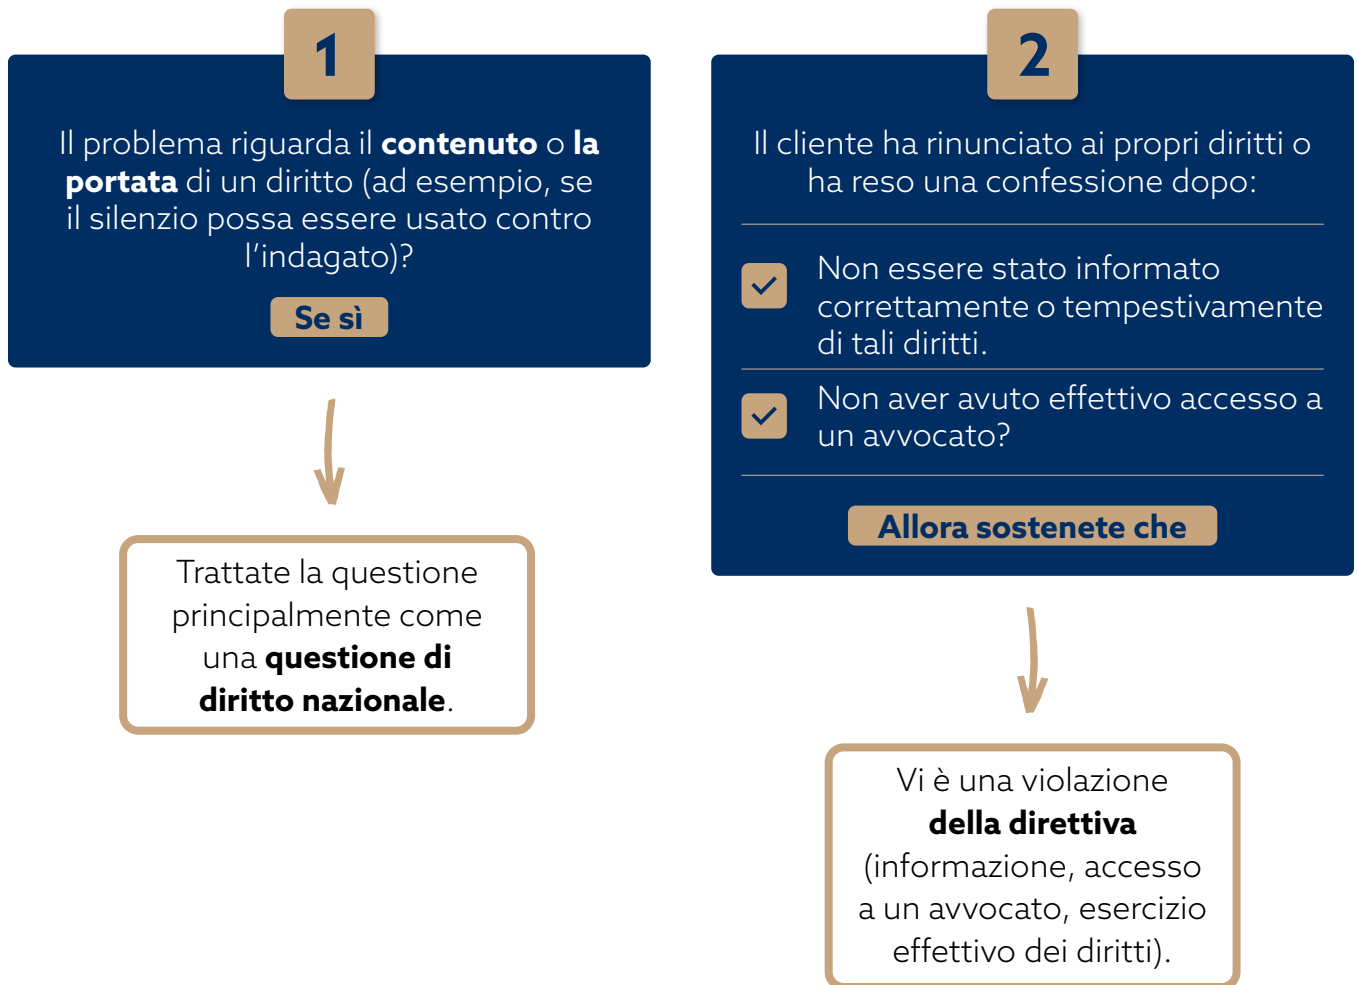 1
Il problema riguarda il contenuto o la
portata di un diritto (ad esempio, se
il silenzio possa essere usato contro
l'indagato)?
Se sì
Trattate la questione
principalmente come
una questione di
diritto nazionale.
2
Il cliente ha rinunciato ai propri diritti o
ha reso una confessione dopo:
Non essere stato informato
correttamente o tempestivamente
di tali diritti.
Non aver avuto effettivo accesso a
un avvocato?
Allora sostenete che
Vi è una violazione
della direttiva
(informazione, accesso
a un avvocato, esercizio
effettivo dei diritti).